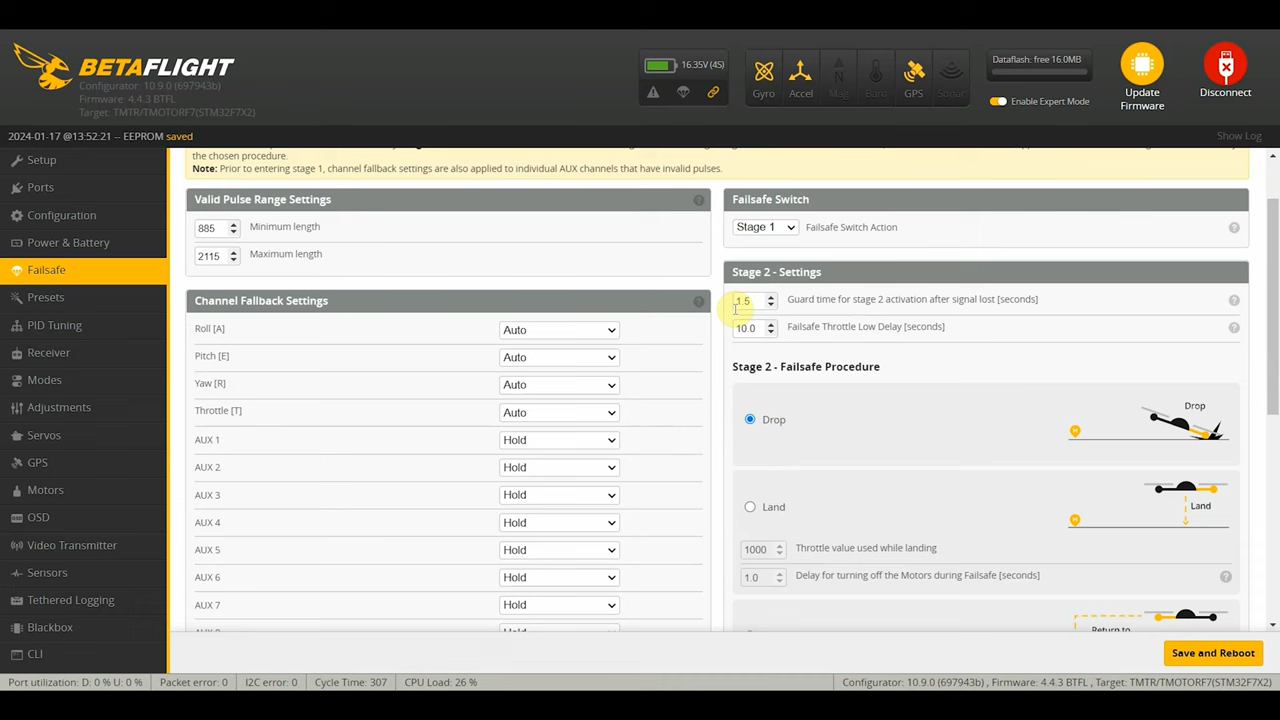 BETAFLIGHT
Configurator: 10.9.0 (697943b)
Firmware: 4.4.3 BTFL
Target: TMTR/TMOTORF7(STM32F7X2)
16.35V (4S)
Gyro
Accel
Mag
Baro
GPS
Sonar
Dataflash: free 16.0MB
Enable Expert Mode
Update
Firmware
Disconnect
2024-01-17 @13:52:21 -- EEPROM saved
Show Log
Setup
Ports
Configuration
Power & Battery
Failsafe
Presets
PID Tuning
Receiver
Modes
Adjustments
Servos
GPS
Motors
OSD
Video Transmitter
Sensors
Tethered Logging
Blackbox
CLI
the chosen procedure.
Note: Prior to entering stage 1, channel fallback settings are also applied to individual AUX channels that have invalid pulses.
Valid Pulse Range Settings
885 Minimum length
2115 Maximum length
Channel Fallback Settings
Roll [A] Auto
Pitch [E] Auto
Yaw [R] Auto
Throttle [T] Auto
AUX 1 Hold
AUX 2 Hold
AUX 3 Hold
AUX 4 Hold
AUX 5 Hold
AUX 6 Hold
AUX 7 Hold
Failsafe Switch
Stage 1 Failsafe Switch Action
Stage 2 - Settings
1.5 Guard time for stage 2 activation after signal lost [seconds]
10.0 Failsafe Throttle Low Delay [seconds]
Stage 2 - Failsafe Procedure
Drop
Drop
Land
Land
1000 Throttle value used while landing
1.0 Delay for turning off the Motors during Failsafe [seconds]
Return to
Save and Reboot
Port utilization: D: 0 % U: 0 %
Packet error: 0
I2C error: 0
Cycle Time: 307
CPU Load: 26 %
Configurator: 10.9.0 (697943b) , Firmware: 4.4.3 BTFL , Target: TMTR/TMOTORF7(STM32F7X2)